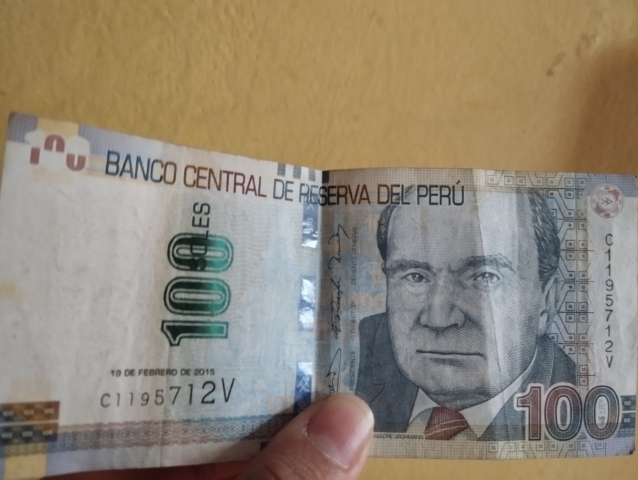 100
BANCO CENTRAL DE RESERVA DEL PERÚ
100
SOLES
19 DE FEBRERO DE 2015
C1195712V
C1195712V
100